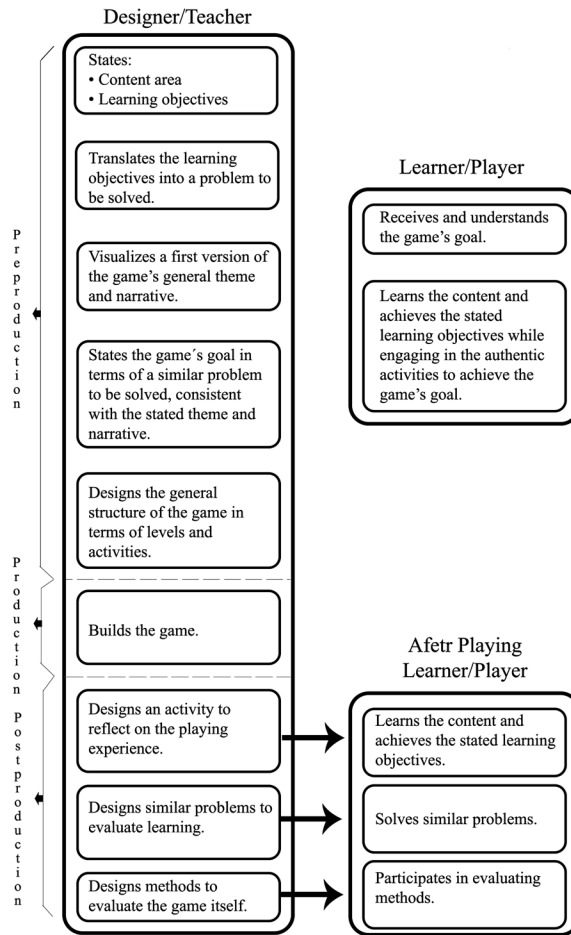 Designer/Teacher
States:
• Content area
• Learning objectives
Translates the learning
objectives into a problem to
be solved.
Visualizes a first version of
the game's general theme
and narrative.
States the game´s goal in
terms of a similar problem
to be solved, consistent
with the stated theme and
narrative.
Designs the general
structure of the game in
terms of levels and
activities.
Builds the game.
Designs an activity to
reflect on the playing
experience.
Designs similar problems to
evaluate learning.
Designs methods to
evaluate the game itself.
Preproduction
Production
Postproduction
Learner/Player
Receives and understands
the game's goal.
Learns the content and
achieves the stated
learning objectives while
engaging in the authentic
activities to achieve the
game's goal.
Afetr Playing
Learner/Player
Learns the content and
achieves the stated learning
objectives.
Solves similar problems.
Participates in evaluating
methods.